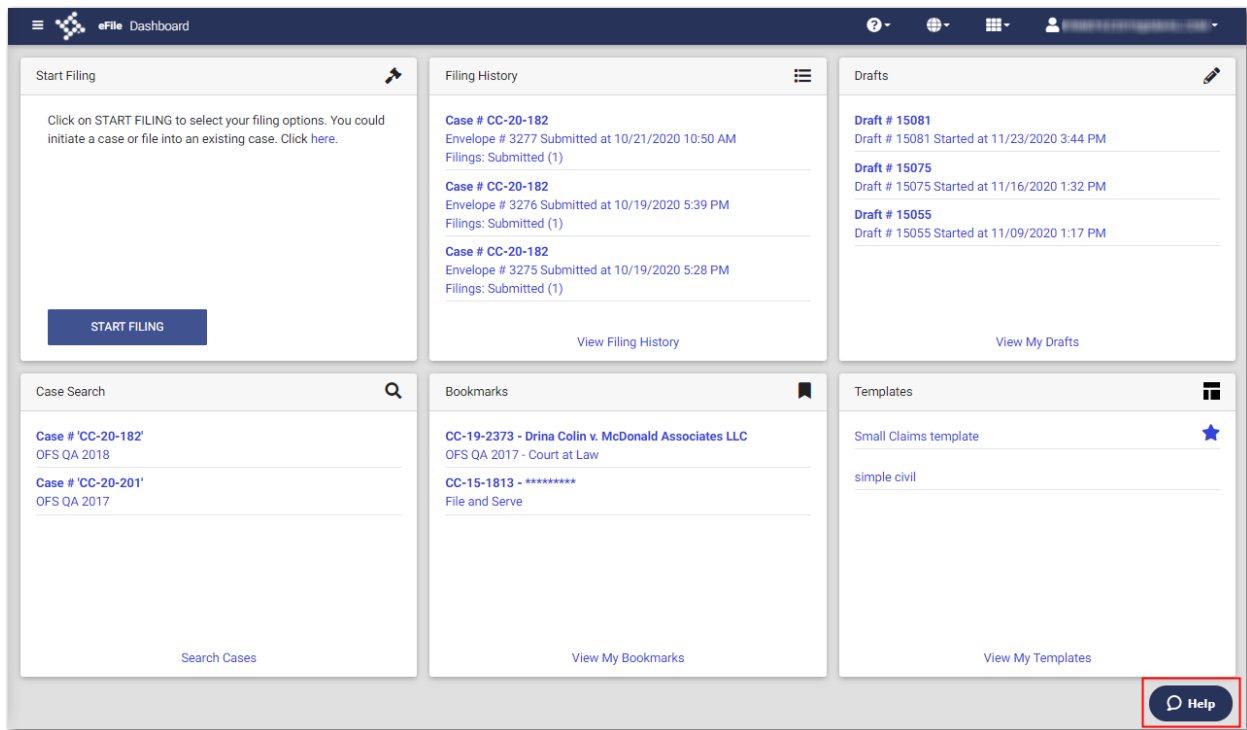 eFile Dashboard
Start Filing
Click on START FILING to select your filing options. You could
initiate a case or file into an existing case. Click here.
START FILING
Filing History
Case # CC-20-182
Envelope # 3277 Submitted at 10/21/2020 10:50 AM
Filings: Submitted (1)
Case # CC-20-182
Envelope # 3276 Submitted at 10/19/2020 5:39 PM
Filings: Submitted (1)
Case # CC-20-182
Envelope # 3275 Submitted at 10/19/2020 5:28 PM
Filings: Submitted (1)
View Filing History
Drafts
Draft # 15081
Draft # 15081 Started at 11/23/2020 3:44 PM
Draft # 15075
Draft # 15075 Started at 11/16/2020 1:32 PM
Draft # 15055
Draft # 15055 Started at 11/09/2020 1:17 PM
View My Drafts
Case Search
Case # 'CC-20-182'
OFS QA 2018
Case # 'CC-20-201'
OFS QA 2017
Search Cases
Bookmarks
CC-19-2373 - Drina Colin v. McDonald Associates LLC
OFS QA 2017 - Court at Law
CC-15-1813 - *********
File and Serve
View My Bookmarks
Templates
Small Claims template
simple civil
View My Templates
Help